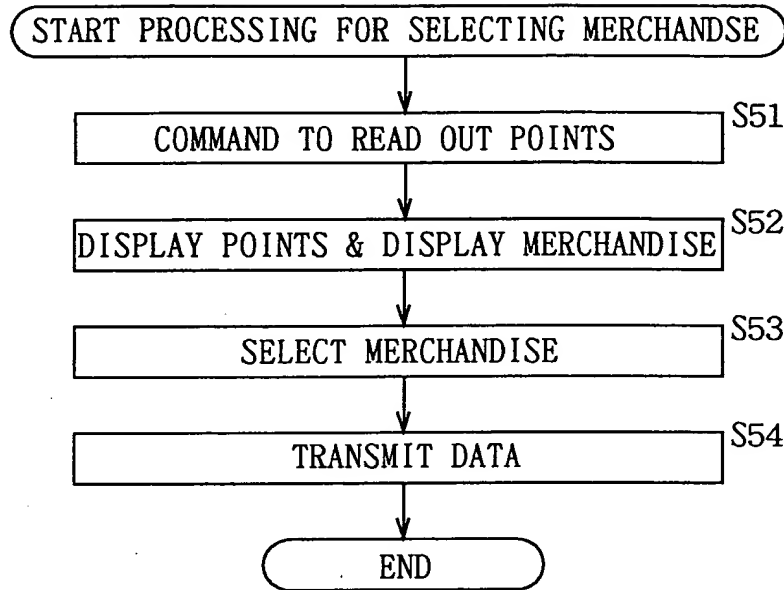 START PROCESSING FOR SELECTING MERCHANDSE
S51
COMMAND TO READ OUT POINTS
S52
DISPLAY POINTS & DISPLAY MERCHANDISE
S53
SELECT MERCHANDISE
S54
TRANSMIT DATA
END